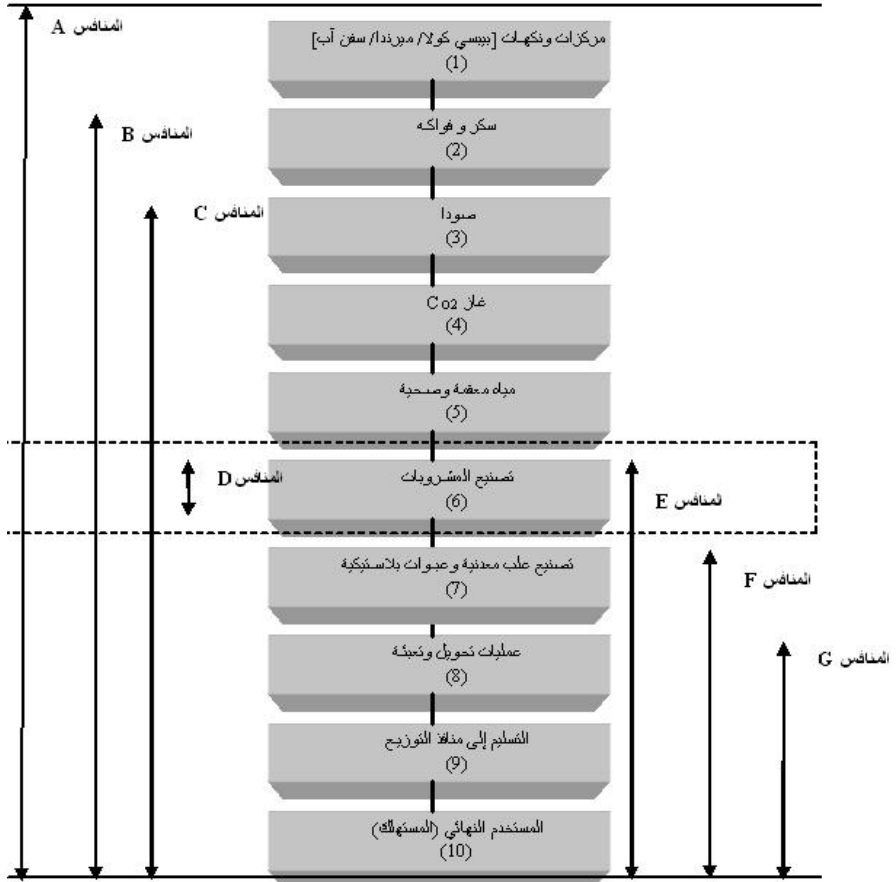 المنافس A
مركزات ونكهات [بيبسي كولا/ ميرندا/ سفن آب]
(1)
المنافس B
سكر و فواكه
(2)
المنافس C
صودا
(3)
غاز Co2
(4)
مياه معقمة وصحية
(5)
المنافس D
تصنيع المشروبات
(6)
المنافس E
تصنيع علب معدنية وعبوات بلاستيكية
(7)
المنافس F
عمليات تحويل وتعبئة
(8)
المنافس G
التسليم إلى منافذ التوزيع
(9)
المستخدم النهائي (المستهلك)
(10)